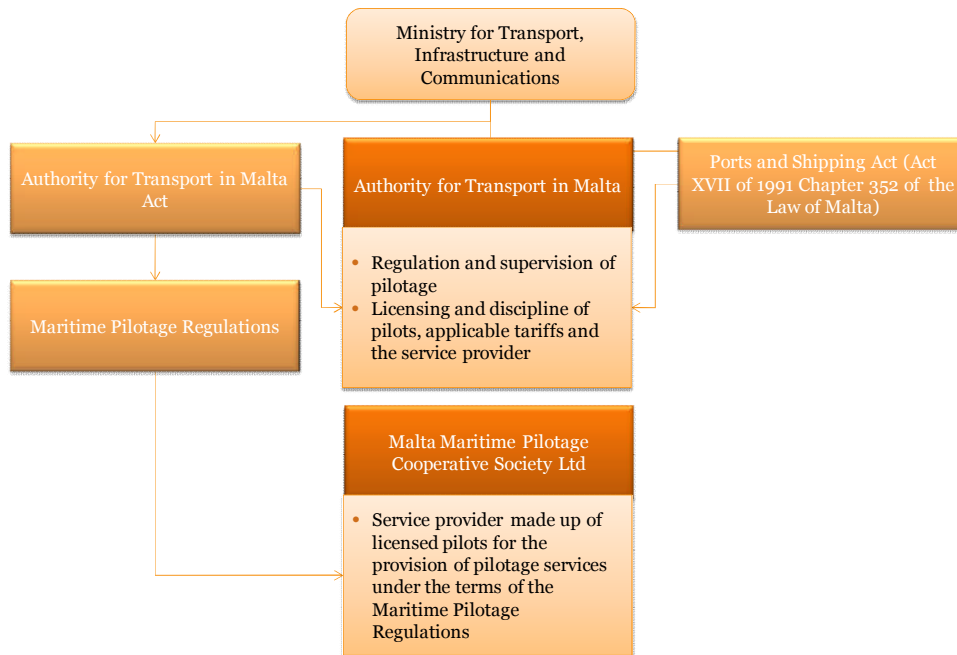 Ministry for Transport,
Infrastructure and
Communications
Authority for Transport in Malta
Act
Authority for Transport in Malta
Ports and Shipping Act (Act
XVII of 1991 Chapter 352 of the
Law of Malta)
• Regulation and supervision of
pilotage
• Licensing and discipline of
pilots, applicable tariffs and
the service provider
Maritime Pilotage Regulations
Malta Maritime Pilotage
Cooperative Society Ltd
• Service provider made up of
licensed pilots for the
provision of pilotage services
under the terms of the
Maritime Pilotage
Regulations